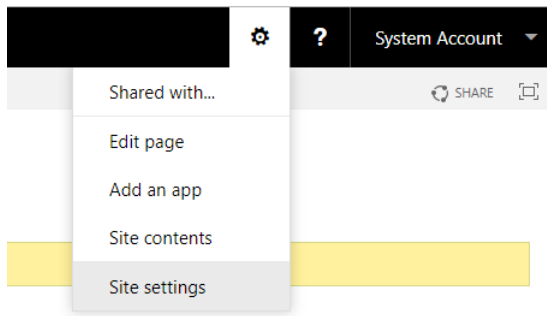 ? System Account
Shared with...
SHARE
Edit page
Add an app
Site contents
Site settings